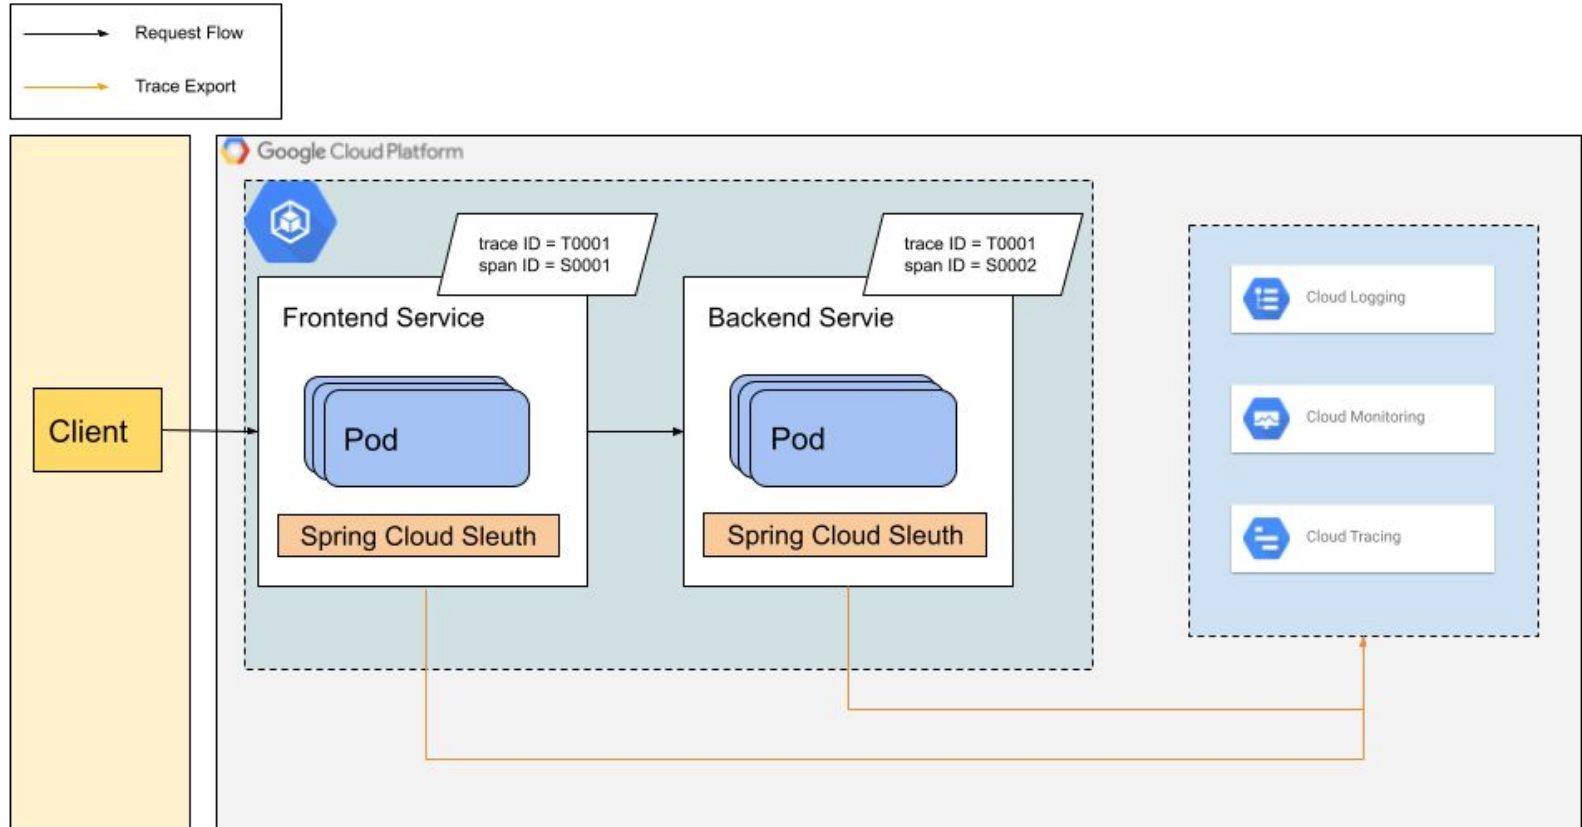 Request Flow
Trace Export
Google Cloud Platform
trace ID = T0001
span ID = S0001
trace ID = T0001
span ID = S0002
Frontend Service
Backend Servie
Cloud Logging
Client
Pod
Pod
Cloud Monitoring
Spring Cloud Sleuth
Spring Cloud Sleuth
Cloud Tracing